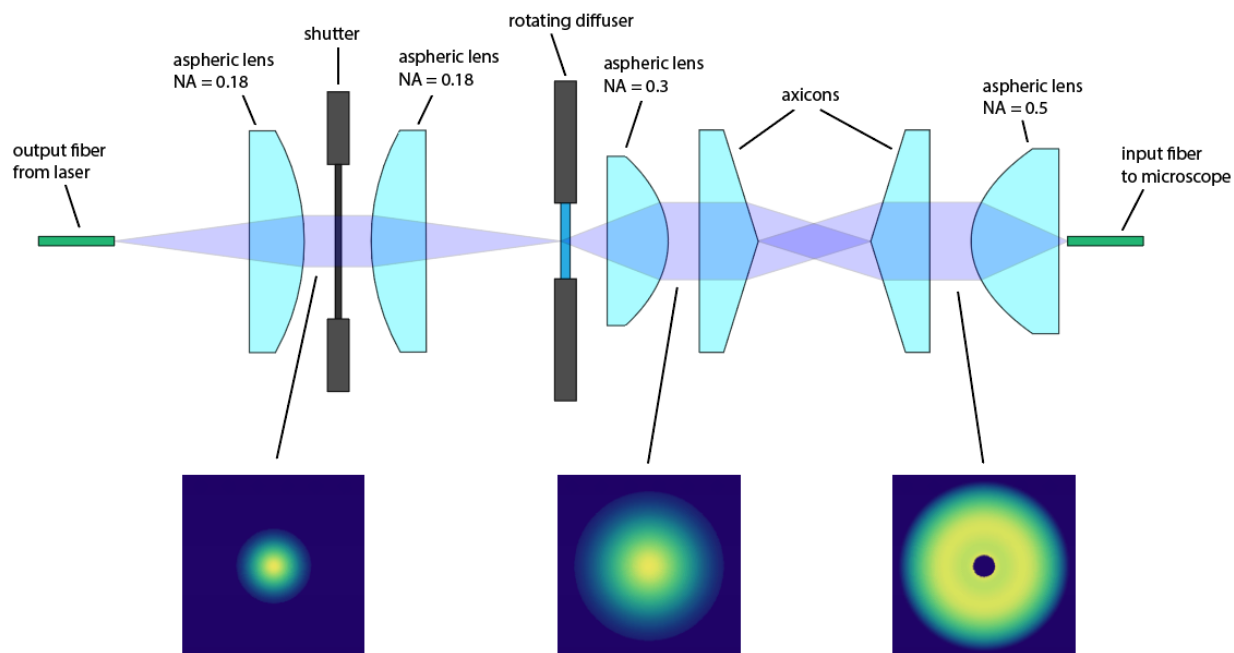 output fiber
from laser
aspheric lens
NA = 0.18
shutter
aspheric lens
NA = 0.18
rotating diffuser
aspheric lens
NA = 0.3
axicons
aspheric lens
NA = 0.5
input fiber
to microscope